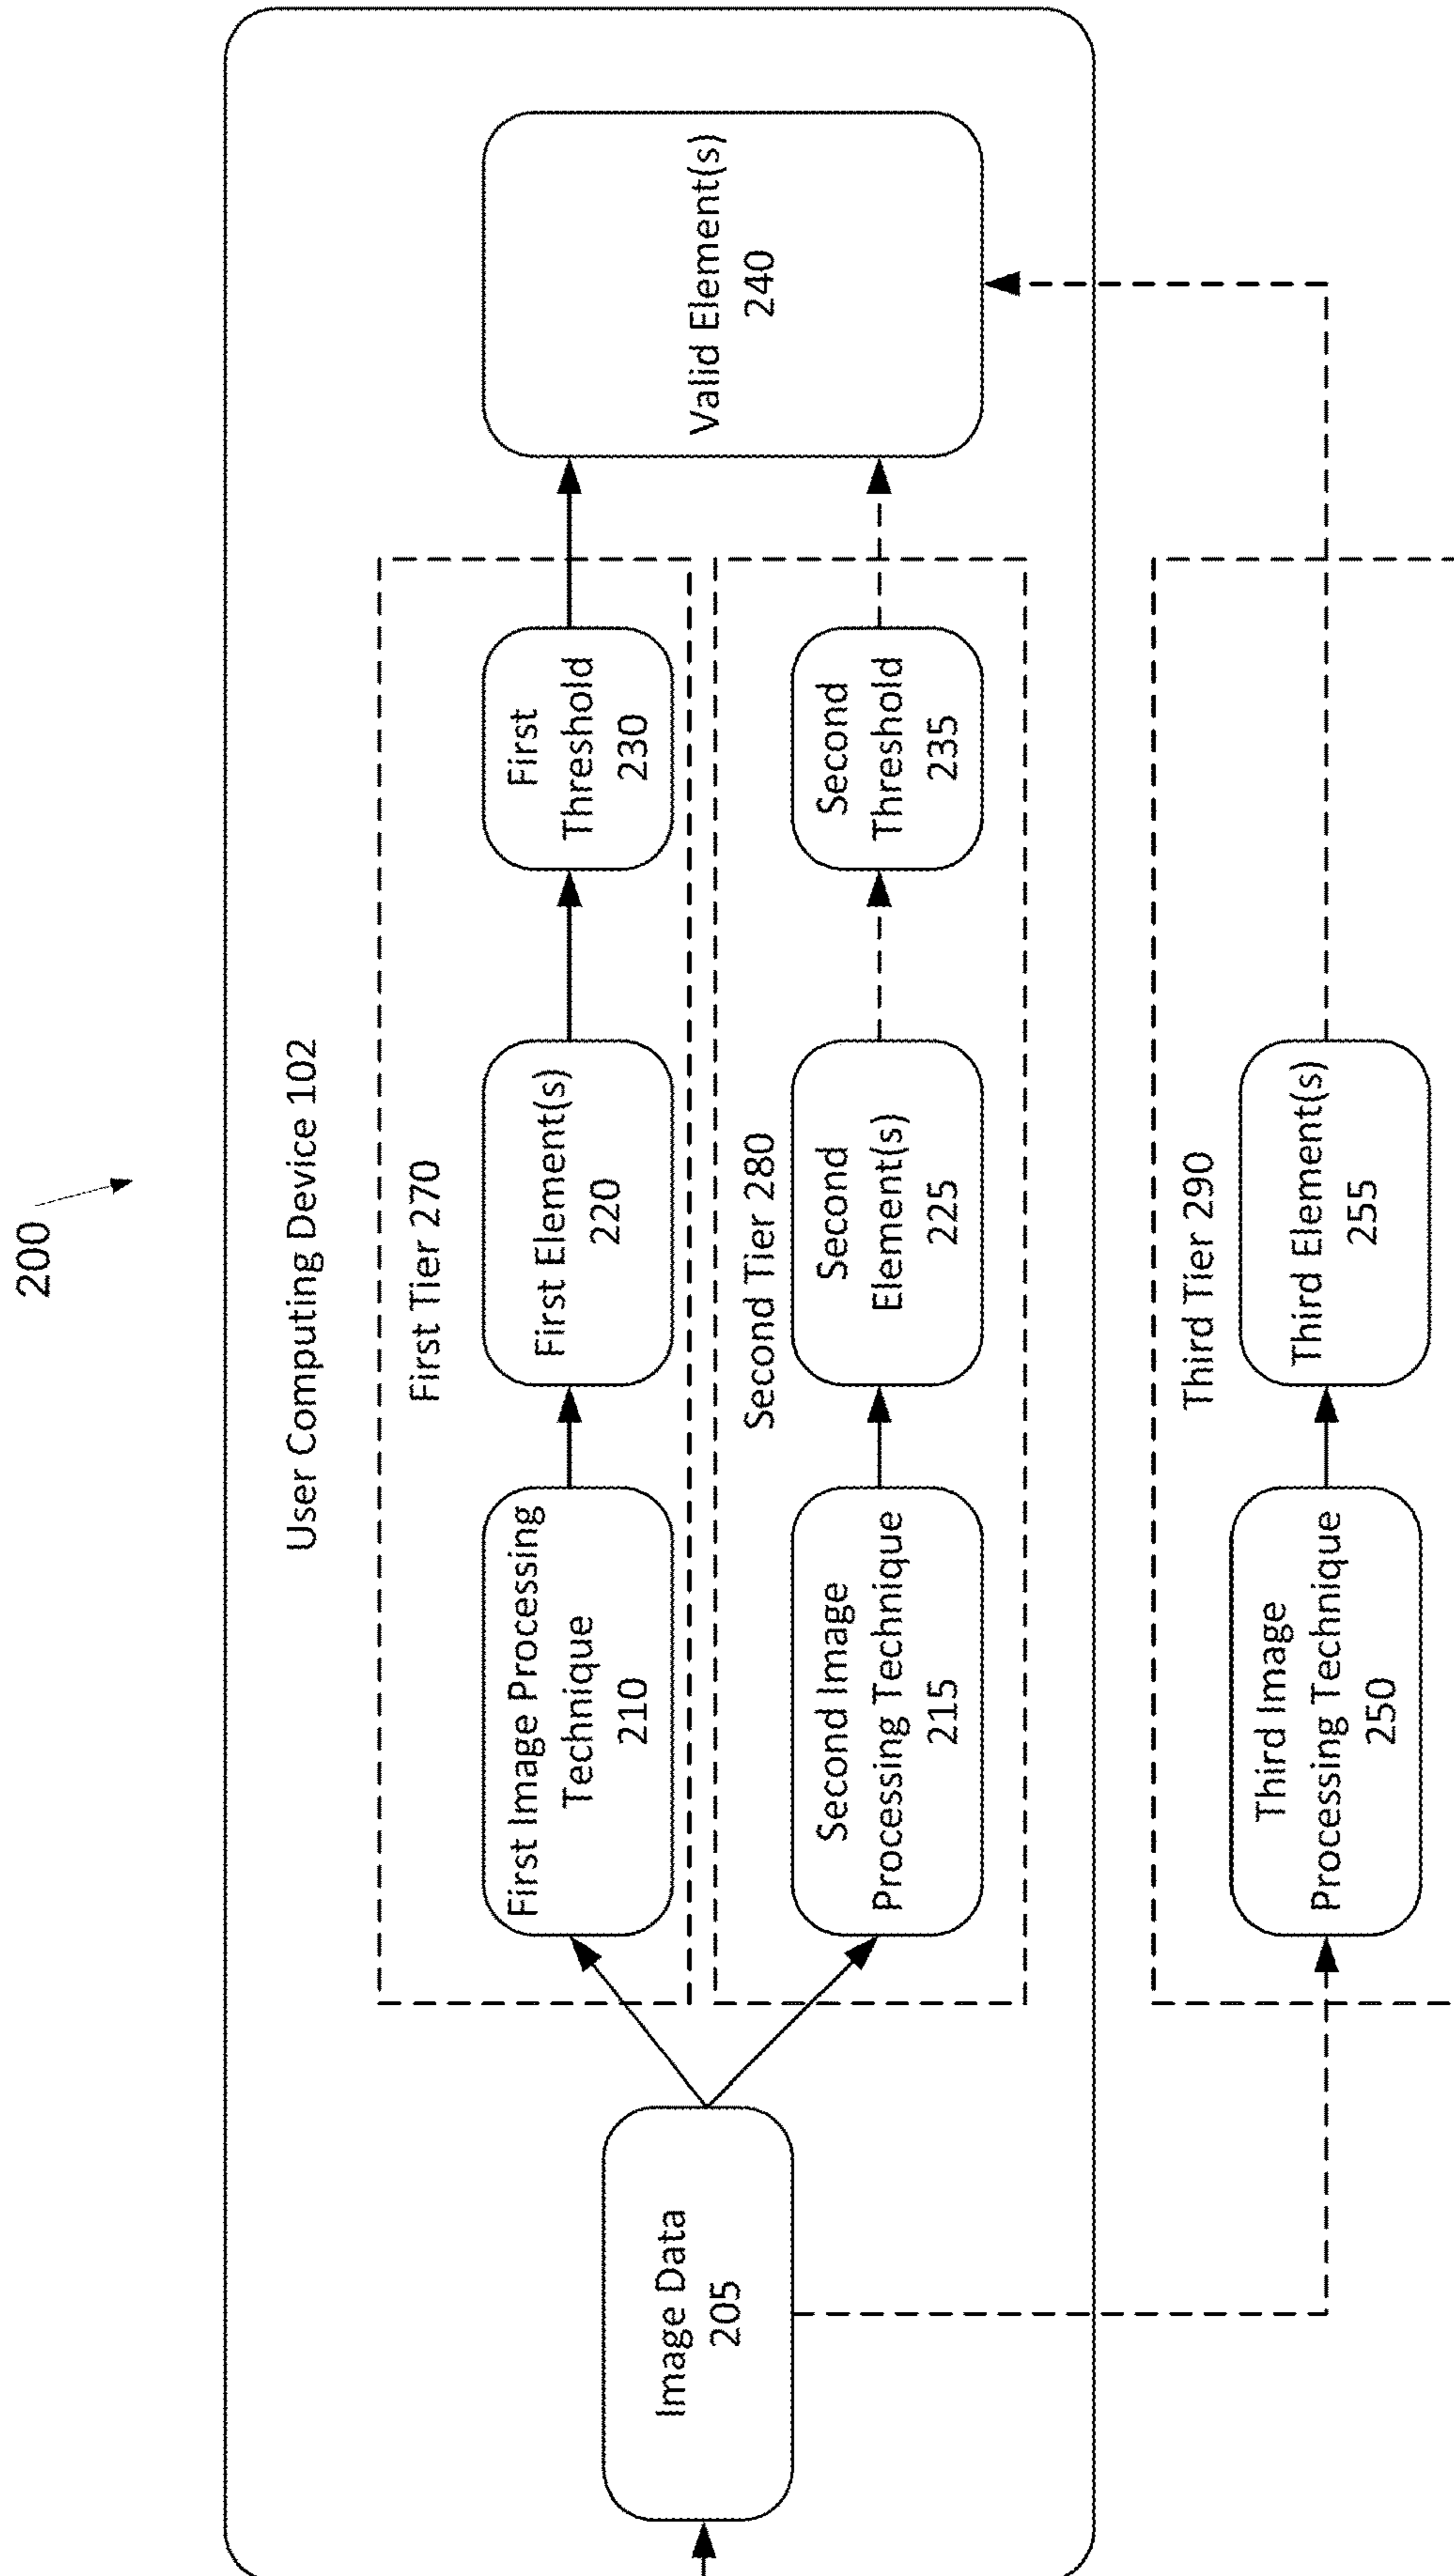 200
User Computing Device 102
First Tier 270
First Image Processing
Technique
210
First Element(s)
220
First
Threshold
230
Image Data
205
Second Tier 280
Second Image
Processing Technique
215
Second
Element(s)
225
Second
Threshold
235
Valid Element(s)
240
Third Tier 290
Third Image
Processing Technique
250
Third Element(s)
255